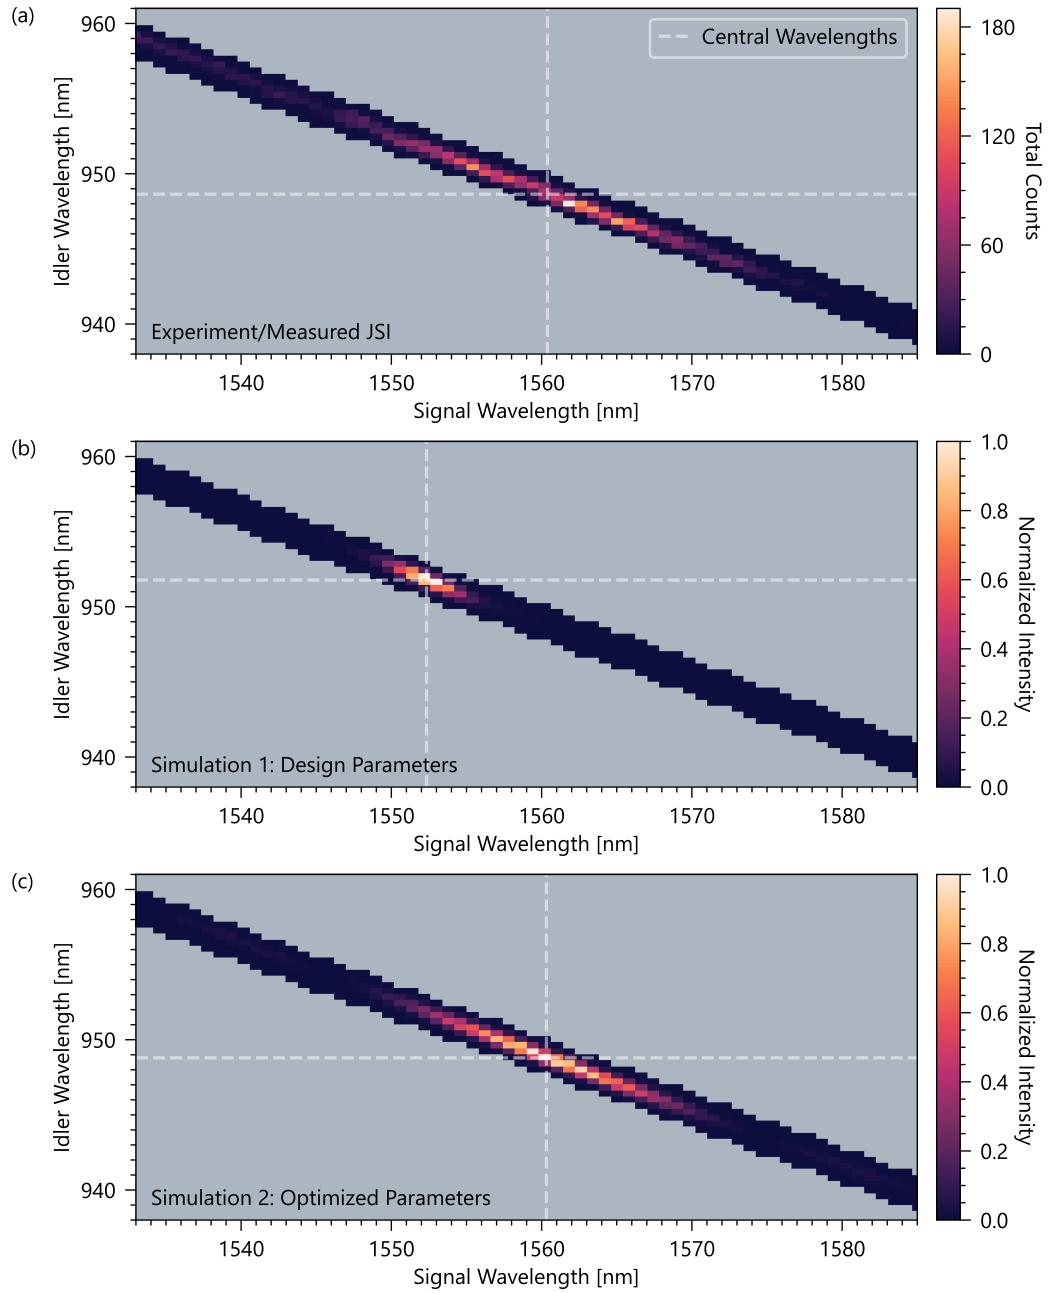 (a)
960
950
940
Idler Wavelength [nm]
Central Wavelengths
Experiment/Measured JSI
1540
1550
1560
1570
1580
Signal Wavelength [nm]
180
120
60
0
Total Counts
(b)
960
950
940
Idler Wavelength [nm]
Simulation 1: Design Parameters
1540
1550
1560
1570
1580
Signal Wavelength [nm]
1.0
0.8
0.6
0.4
0.2
0.0
Normalized Intensity
(c)
960
950
940
Idler Wavelength [nm]
Simulation 2: Optimized Parameters
1540
1550
1560
1570
1580
Signal Wavelength [nm]
1.0
0.8
0.6
0.4
0.2
0.0
Normalized Intensity